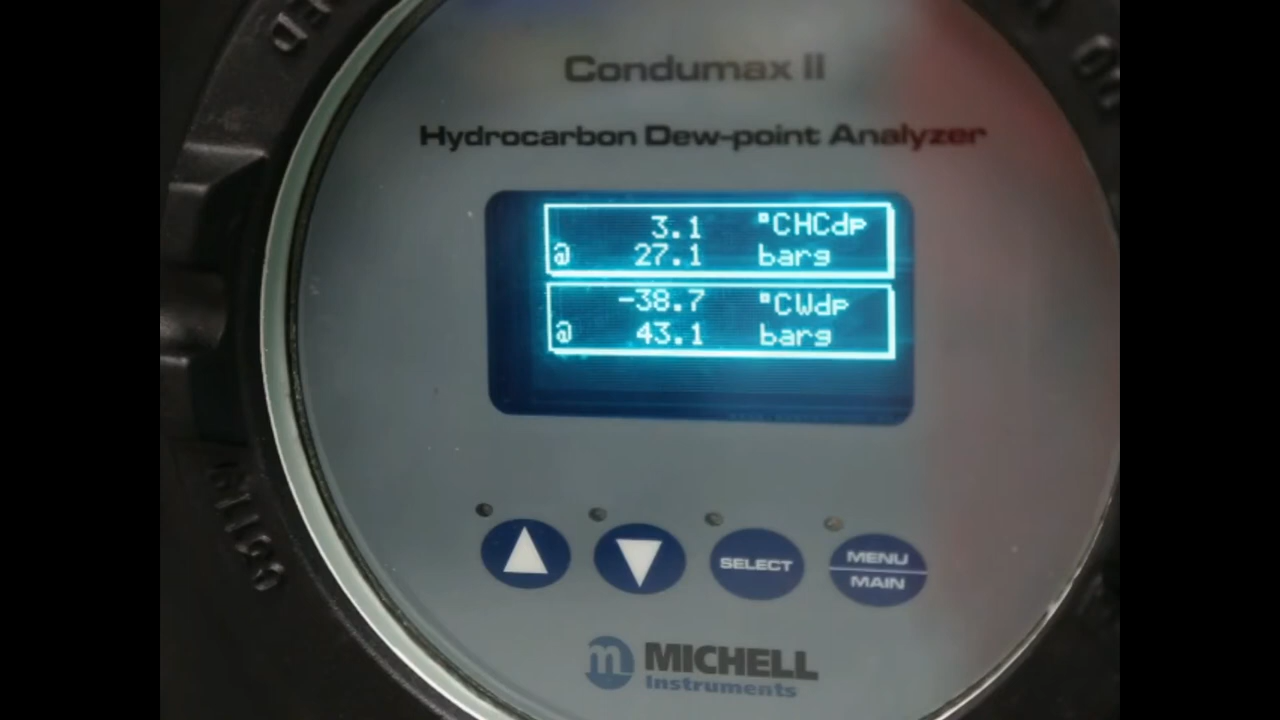 Condumax II
Hydrocarbon Dew-point Analyzer
3.1 °CHCdp
@ 27.1 barg
-38.7 °CWdp
@ 43.1 barg
SELECT
MENU
MAIN
m MICHELL
Instruments